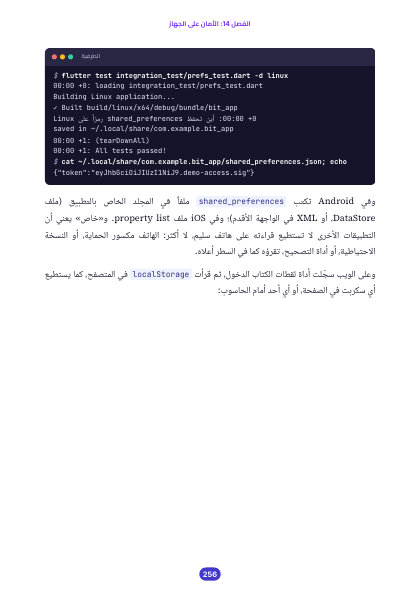 الفصل 14: الأمان على الجهاز
الطرفية
$ flutter test integration_test/prefs_test.dart -d linux
00:00 +0: loading integration_test/prefs_test.dart
Building Linux application...
✓ Built build/linux/x64/debug/bundle/bit_app
00:00 +0: أين تحفظ shared_preferences رمزاً على Linux
saved in ~/.local/share/com.example.bit_app
00:00 +1: (tearDownAll)
00:00 +1: All tests passed!
$ cat ~/.local/share/com.example.bit_app/shared_preferences.json; echo
{"token":"eyJhbGciOiJIUzI1NiJ9.demo-access.sig"}
وفي Android تكتب shared_preferences ملفاً في المجلد الخاص بالتطبيق (ملف
DataStore، أو XML في الواجهة الأقدم)؛ وفي iOS ملف property list. و«خاص» يعني أن
التطبيقات الأخرى لا تستطيع قراءته على هاتف سليم، لا أكثر: الهاتف مكسور الحماية، أو النسخة
الاحتياطية، أو أداة التصحيح، تقرؤه كما في السطر أعلاه.
وعلى الويب سجّلت أداة لقطات الكتاب الدخول، ثم قرأت localStorage في المتصفح، كما يستطيع
أي سكربت في الصفحة، أو أي أحد أمام الحاسوب:
256